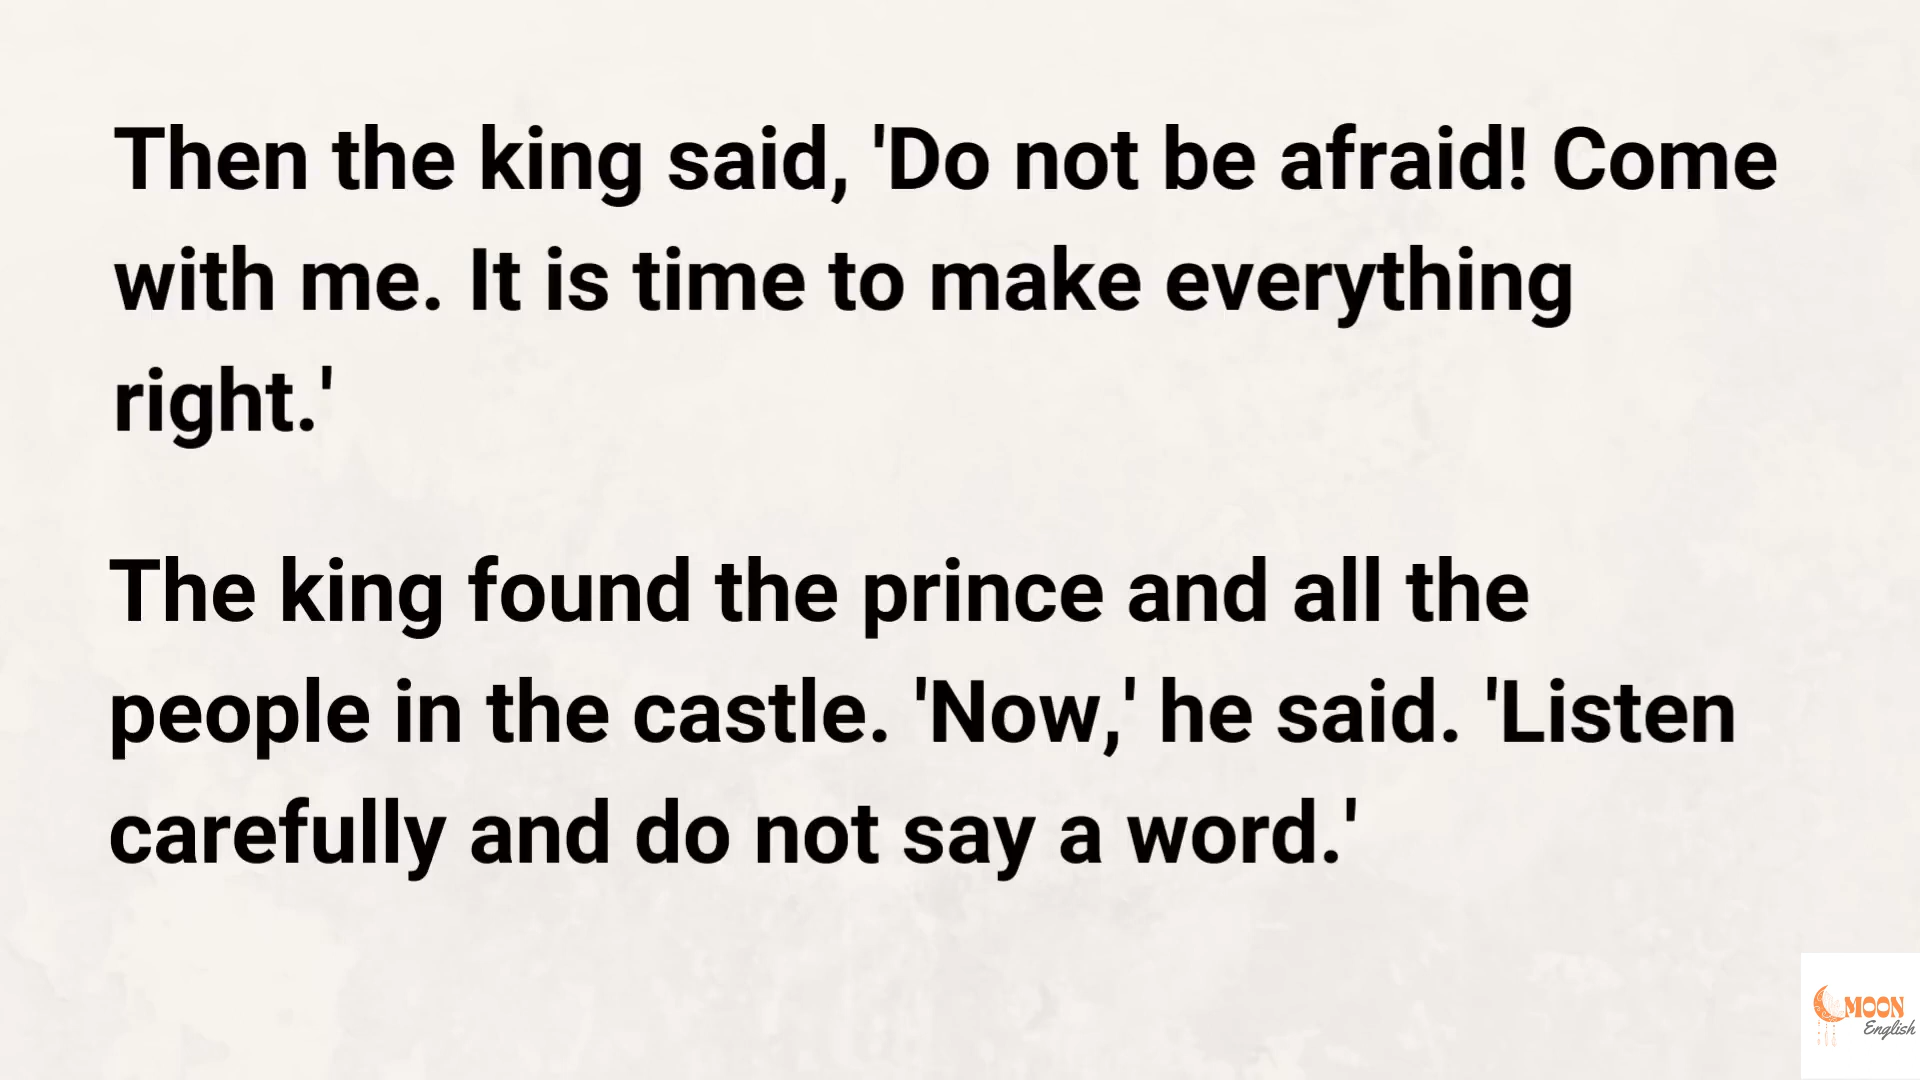 Then the king said, 'Do not be afraid! Come
with me. It is time to make everything
right.'
The king found the prince and all the
people in the castle. 'Now,' he said. 'Listen
carefully and do not say a word.'
MOON
English